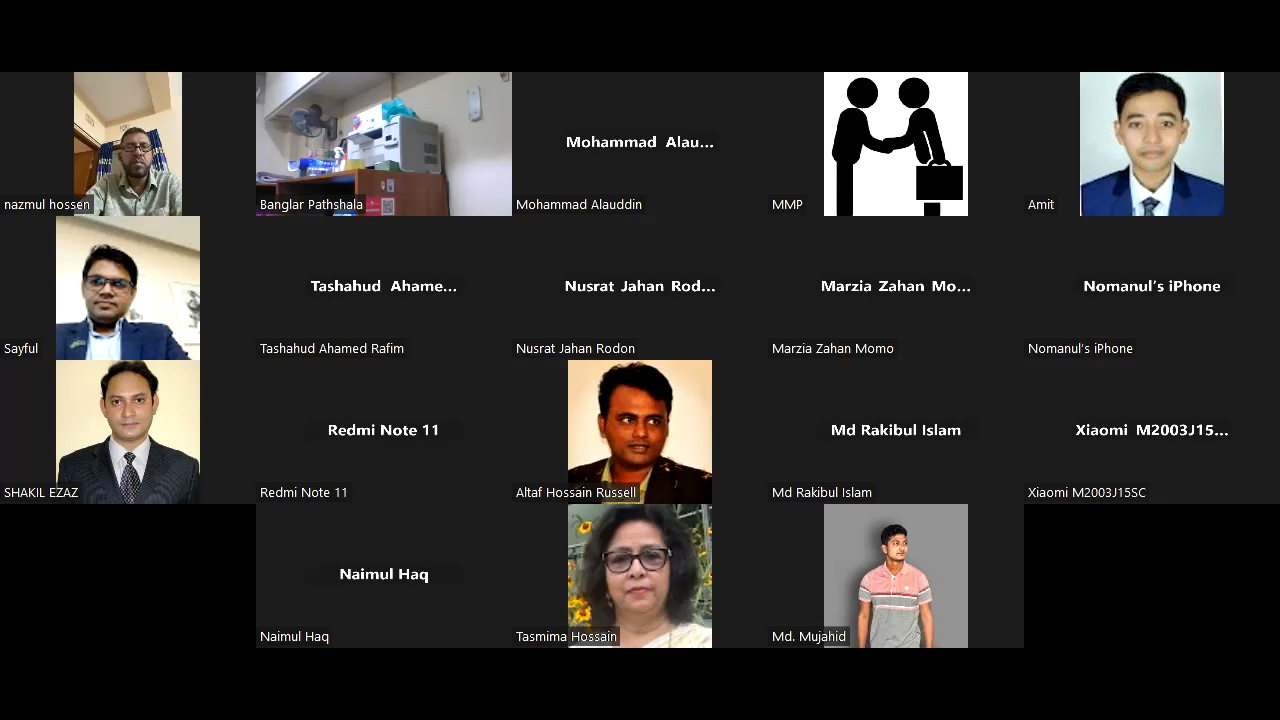 nazmul hossen
Banglar Pathshala
Mohammad Alau...
Mohammad Alauddin
MMP
Amit
Sayful
Tashahud Ahame...
Tashahud Ahamed Rafim
Nusrat Jahan Rod...
Nusrat Jahan Rodon
Marzia Zahan Mo...
Marzia Zahan Momo
Nomanul's iPhone
Nomanul's iPhone
SHAKIL EZAZ
Redmi Note 11
Redmi Note 11
Altaf Hossain Russell
Md Rakibul Islam
Md Rakibul Islam
Xiaomi M2003J15...
Xiaomi M2003J15SC
Naimul Haq
Naimul Haq
Tasmima Hossain
Md. Mujahid